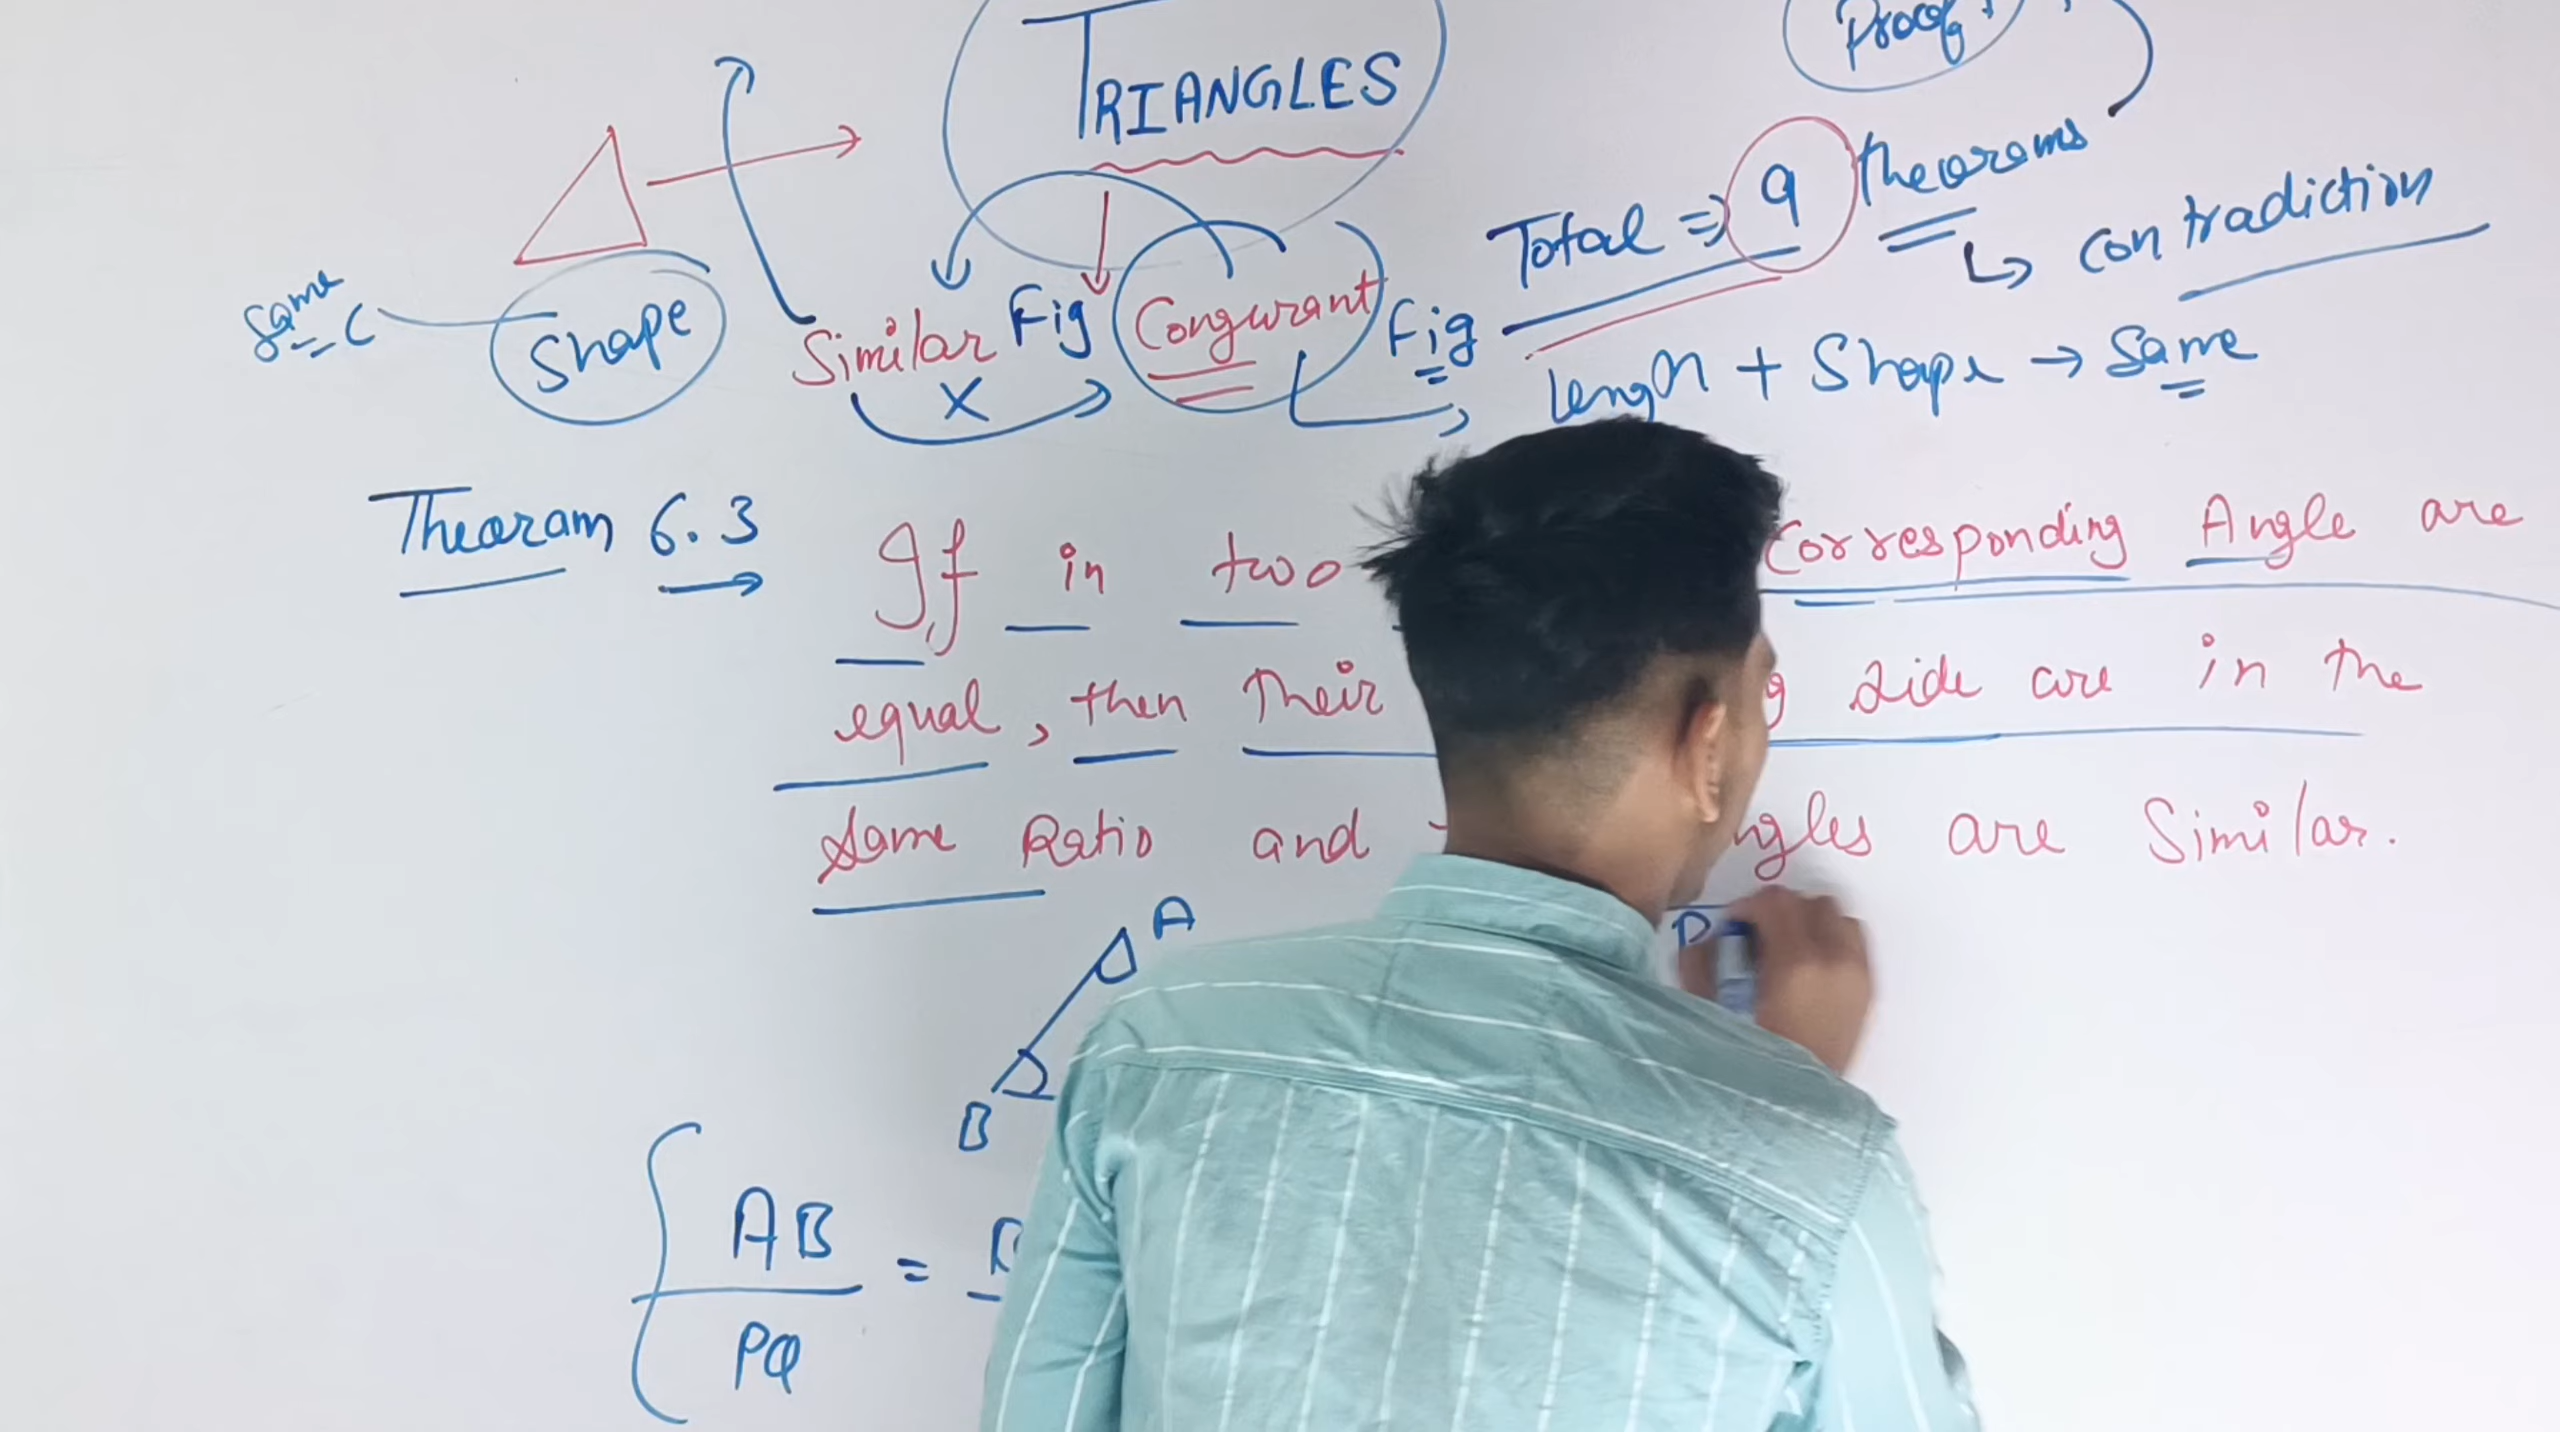 Proof
TRIANGLES
Total ⇒ 9 theorems
↳ contradiction
Same
Shape
Similar Fig Congurant Fig
X
length + Shape → Same
Thearam 6.3
If in two Corresponding Angle are
equal, then their side are in the
Same Ratio and ngles are Similar.
A
P
B
AB =
PQ